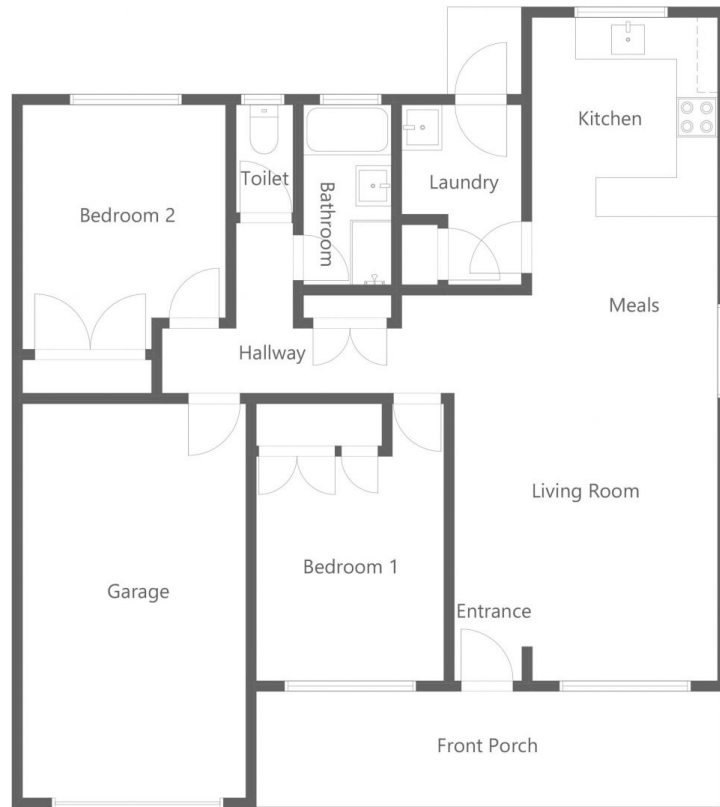 Kitchen
Toilet
Laundry
Bathroom
Bedroom 2
Meals
Hallway
Living Room
Bedroom 1
Garage
Entrance
Front Porch